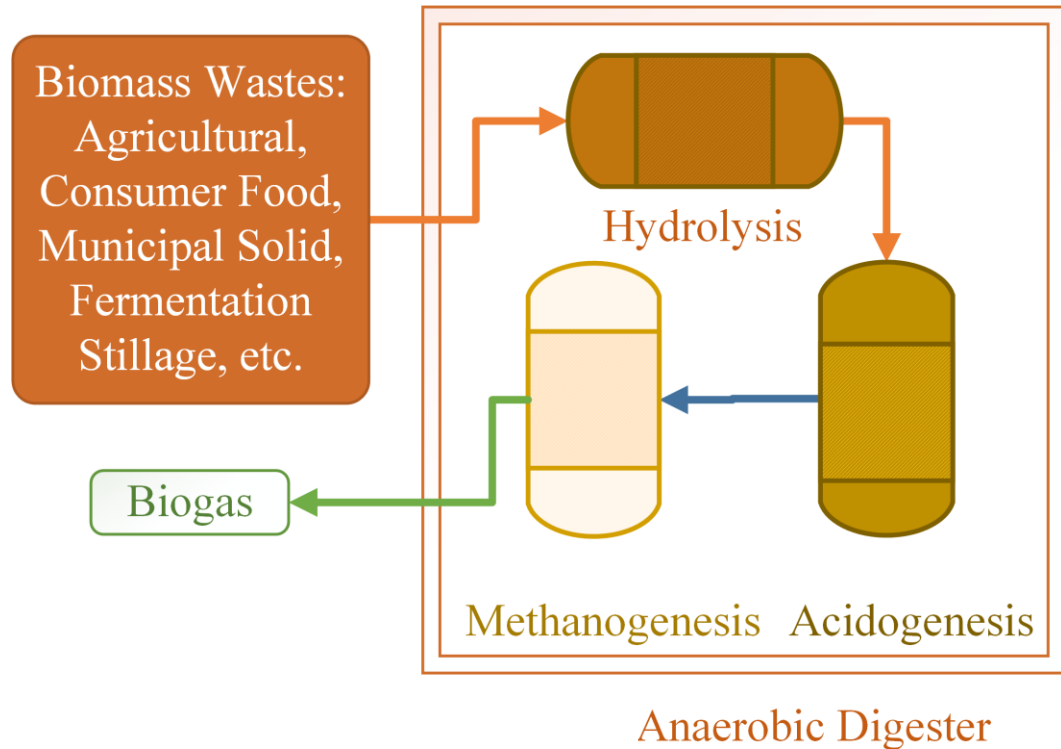 Biomass Wastes:
Agricultural,
Consumer Food,
Municipal Solid,
Fermentation
Stillage, etc.
Hydrolysis
Biogas
Methanogenesis
Acidogenesis
Anaerobic Digester